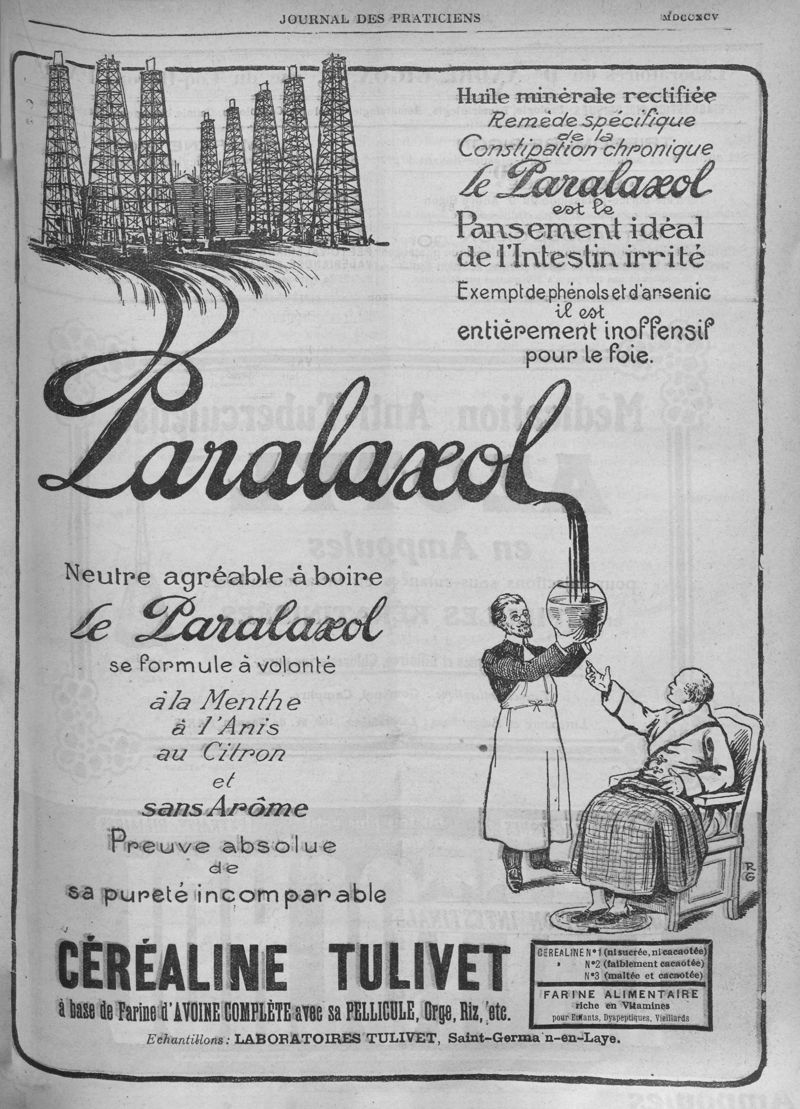 JOURNAL DES PRATICIENS
MDCCXCV
Huile minérale rectifiée
Remède spécifique
de la
Constipation chronique
le Paralaxol
est le
Pansement idéal
de l'Intestin irrité
Exempt de phénols et d'arsenic
il est
entièrement inoffensif
pour le foie.
Paralaxol
Neutre agréable à boire
le Paralaxol
se formule à volonté
à la Menthe
à l'Anis
au Citron
et
sans Arôme
Preuve absolue
de
sa pureté incomparable
RG
CÉRÉALINE TULIVET
à base de Farine d'AVOINE COMPLÈTE avec sa PELLICULE, Orge, Riz, etc.
CÉRÉALINE N° 1 (ni sucrée, ni cacaotée)
» N° 2 (faiblement cacaotée)
N° 3 (maltée et cacaotée)
FARINE ALIMENTAIRE
riche en Vitamines
pour Enfants, Dyspeptiques, Vieillards
Echantillons : LABORATOIRES TULIVET, Saint-Germain-en-Laye.